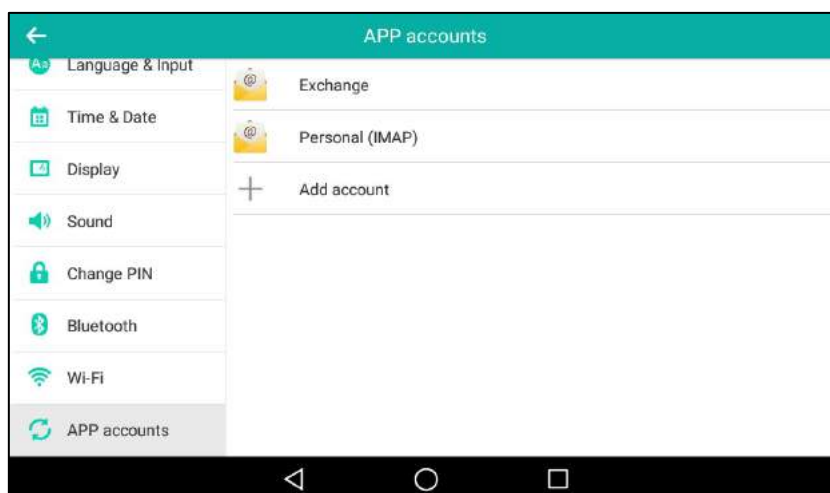 APP accounts
Language & Input
Time & Date
Display
Sound
Change PIN
Bluetooth
Wi-Fi
APP accounts
Exchange
Personal (IMAP)
Add account